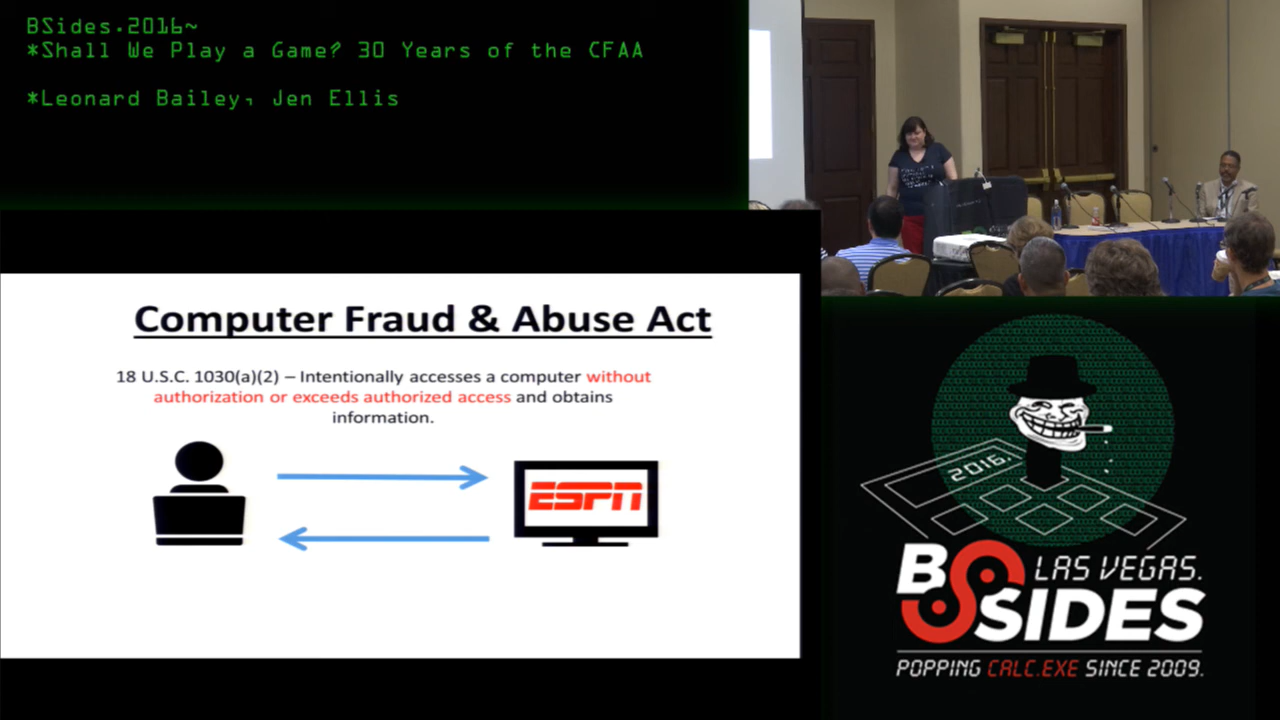 BSides.2016~
*Shall We Play a Game? 30 Years of the CFAA
*Leonard Bailey, Jen Ellis
Computer Fraud & Abuse Act
18 U.S.C. 1030(a)(2) – Intentionally accesses a computer without
authorization or exceeds authorized access and obtains
information.
ESPN
2016.
BSIDES
LAS VEGAS.
POPPING CALC.EXE SINCE 2009.